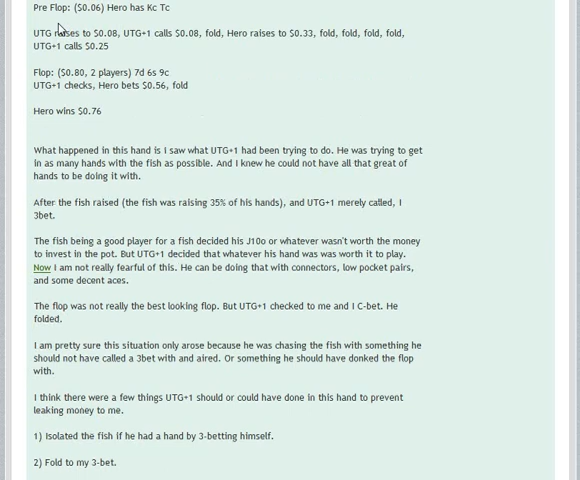 Pre Flop: ($0.06) Hero has Kc Tc
UTG raises to $0.08, UTG+1 calls $0.08, fold, Hero raises to $0.33, fold, fold, fold, fold,
UTG+1 calls $0.25
Flop: ($0.80, 2 players) 7d 6s 9c
UTG+1 checks, Hero bets $0.56, fold
Hero wins $0.76
What happened in this hand is I saw what UTG+1 had been trying to do. He was trying to get
in as many hands with the fish as possible. And I knew he could not have all that great of
hands to be doing it with.
After the fish raised (the fish was raising 35% of his hands), and UTG+1 merely called, I
3bet.
The fish being a good player for a fish decided his J10o or whatever wasn't worth the money
to invest in the pot. But UTG+1 decided that whatever his hand was was worth it to play.
Now I am not really fearful of this. He can be doing that with connectors, low pocket pairs,
and some decent aces.
The flop was not really the best looking flop. But UTG+1 checked to me and I C-bet. He
folded.
I am pretty sure this situation only arose because he was chasing the fish with something he
should not have called a 3bet with and aired. Or something he should have donked the flop
with.
I think there were a few things UTG+1 should or could have done in this hand to prevent
leaking money to me.
1) Isolated the fish if he had a hand by 3-betting himself.
2) Fold to my 3-bet.